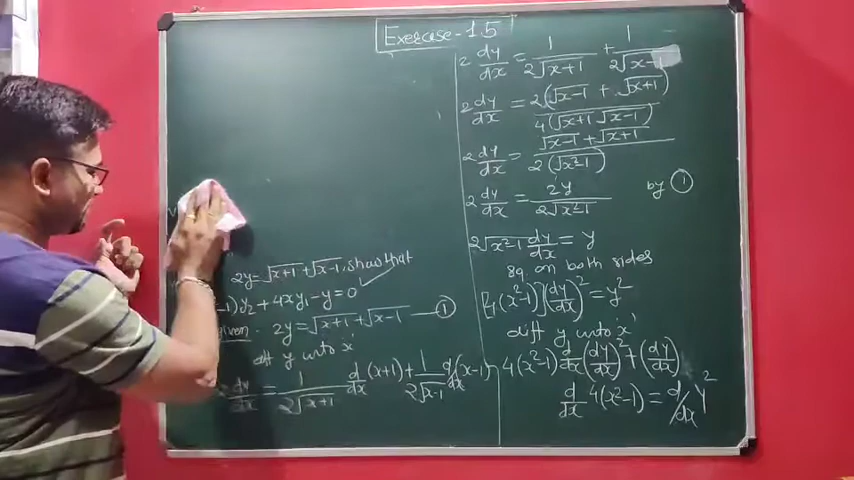 Exercise-1.5
2y=√x+1+√x-1, show that
-1)y₂+4xy₁-y=0
given. 2y=√x+1+√x-1 — ①
diff y into 'x'
dy/dx = 1/2√x+1 d/dx (x+1)+ 1/2√x-1 d/dx (x-1)
2 dy/dx = 1/2√x+1 + 1/2√x-1
2 dy/dx = 2(√x-1 + √x+1)/4(√x+1 √x-1)
2 dy/dx = √x-1+√x+1/2(√x²-1)
2 dy/dx = 2y/2√x²-1 by ①
2√x²-1 dy/dx = y
sq. on both sides
[4(x²-1)](dy/dx)²=y²
diff y into 'x'
4(x²-1) d/dx (dy/dx)²+(dy/dx)
d/dx 4(x²-1)= d/dx y²